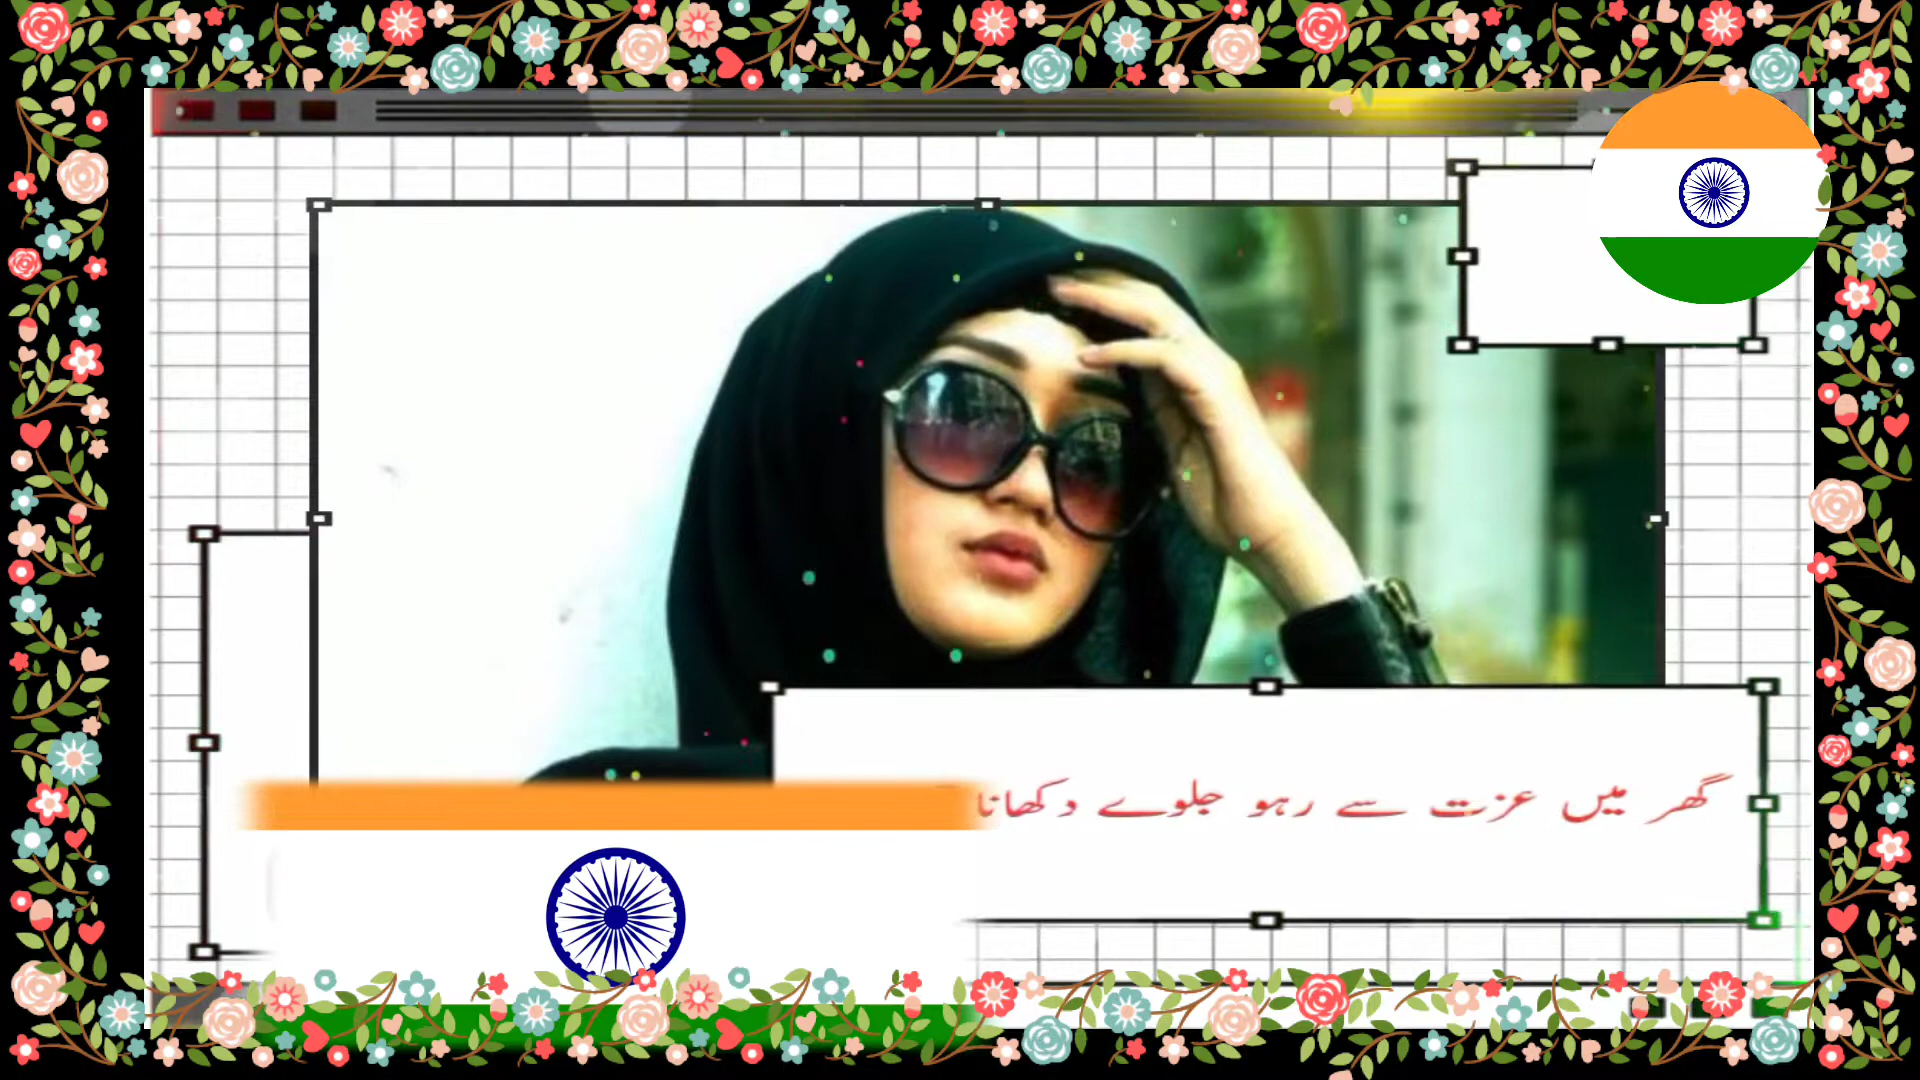 گھر میں عزت سے رہو جلوے دکھانا